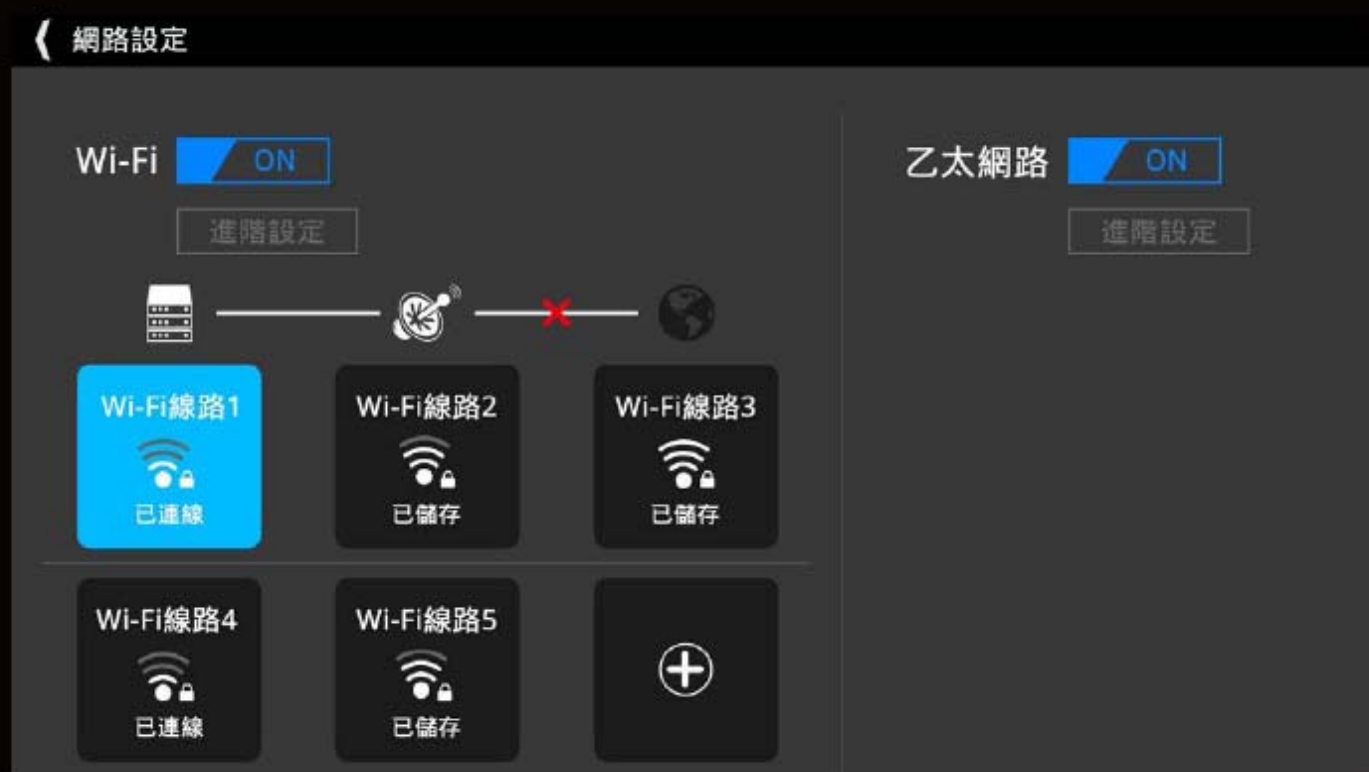 網路設定
Wi-Fi ON
進階設定
乙太網路 ON
進階設定
Wi-Fi線路1
已連線
Wi-Fi線路2
已儲存
Wi-Fi線路3
已儲存
Wi-Fi線路4
已連線
Wi-Fi線路5
已儲存